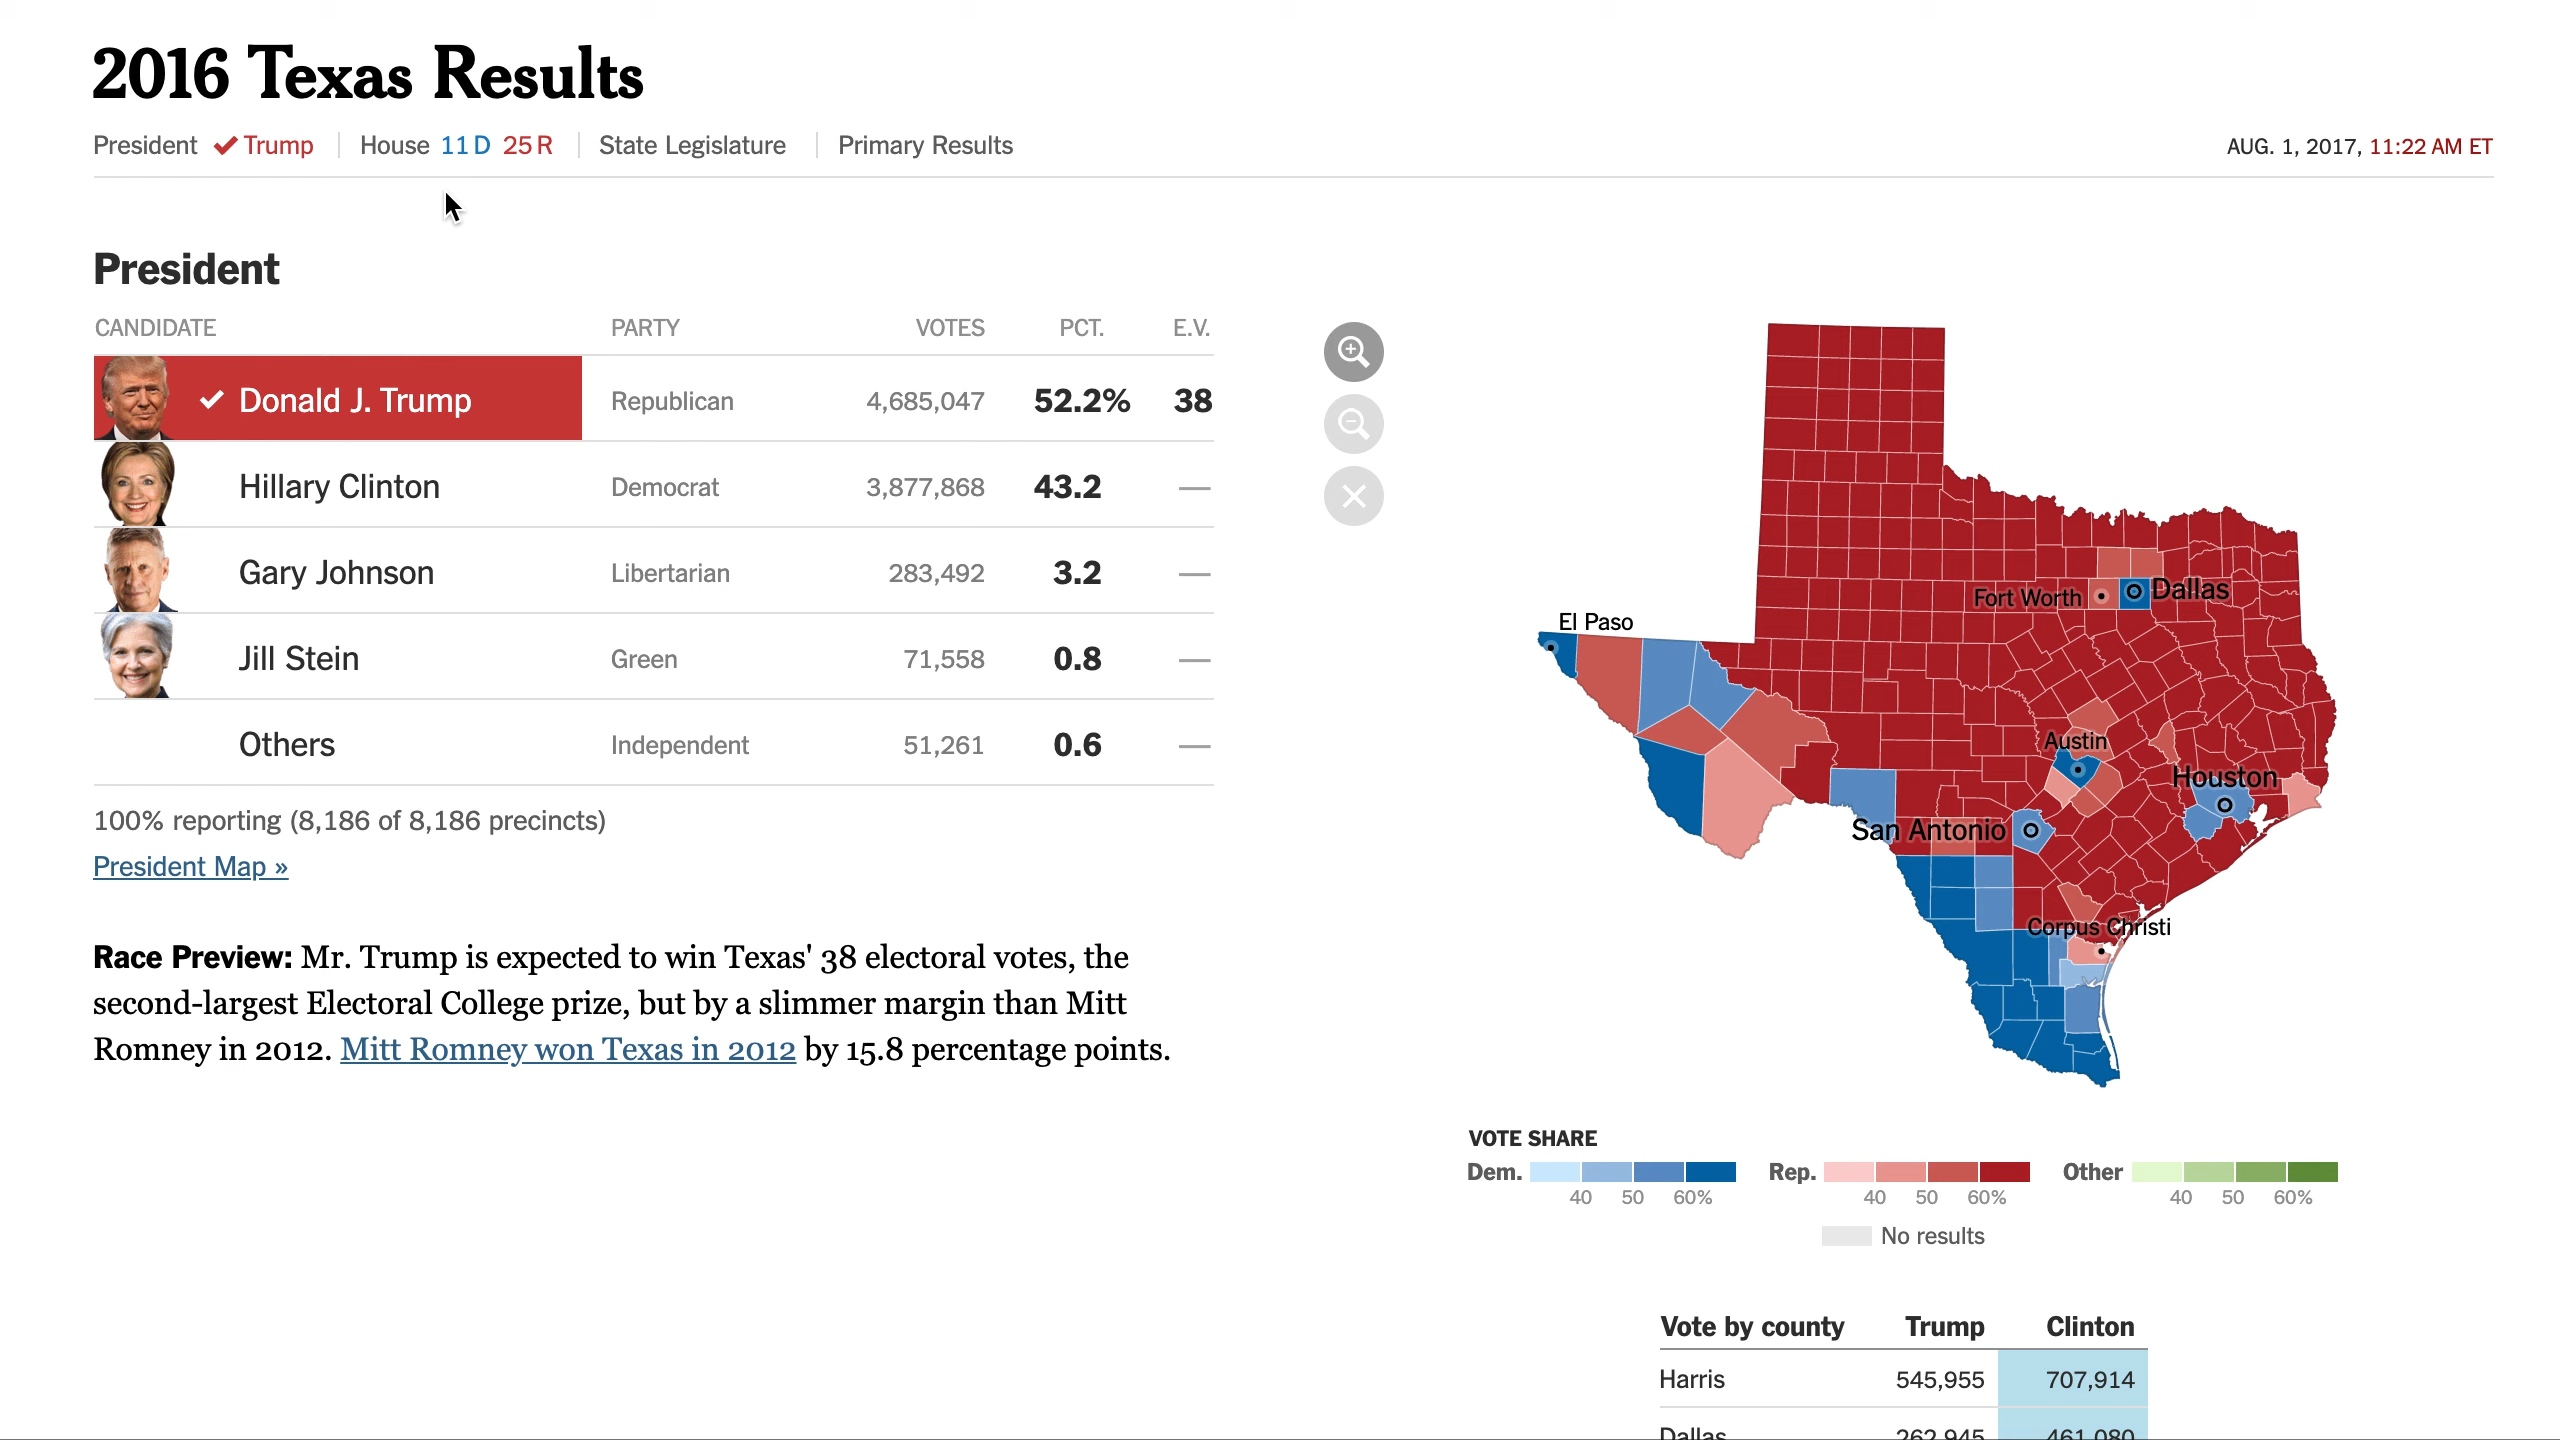 2016 Texas Results
President ✓ Trump House 11 D 25 R State Legislature Primary Results AUG. 1, 2017, 11:22 AM ET
President
CANDIDATE PARTY VOTES PCT. E.V.
✓ Donald J. Trump Republican 4,685,047 52.2% 38
Hillary Clinton Democrat 3,877,868 43.2 —
Gary Johnson Libertarian 283,492 3.2 —
Jill Stein Green 71,558 0.8 —
Others Independent 51,261 0.6 —
100% reporting (8,186 of 8,186 precincts)
President Map »
Race Preview: Mr. Trump is expected to win Texas' 38 electoral votes, the
second-largest Electoral College prize, but by a slimmer margin than Mitt
Romney in 2012. Mitt Romney won Texas in 2012 by 15.8 percentage points.
Fort Worth Dallas
El Paso
Austin
Houston
San Antonio
Corpus Christi
VOTE SHARE
Dem. Rep. Other
40 50 60% 40 50 60% 40 50 60%
No results
Vote by county Trump Clinton
Harris 545,955 707,914
Dallas 262,945 461,080